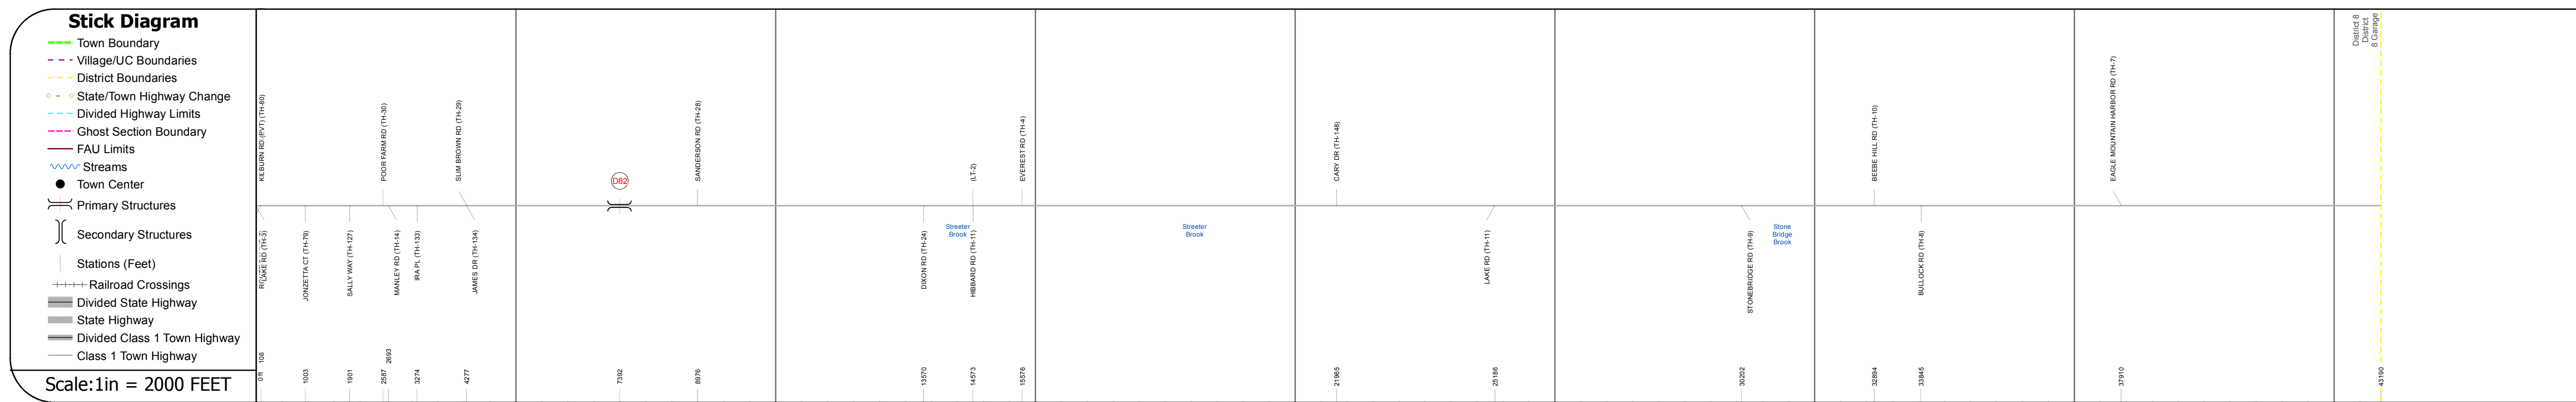 Stick Diagram
Town Boundary
Village/UC Boundaries
District Boundaries
State/Town Highway Change
Divided Highway Limits
Ghost Section Boundary
FAU Limits
Streams
Town Center
Primary Structures
Secondary Structures
Stations (Feet)
Railroad Crossings
Divided State Highway
State Highway
Divided Class 1 Town Highway
Class 1 Town Highway
Scale:1in = 2000 FEET
KILBURN RD (PVT) (TH-80)
POOR FARM RD (TH-30)
SLIM BROWN RD (TH-29)
D82
SANDERSON RD (TH-28)
(LT-2)
EVEREST RD (TH-4)
CARY DR (TH-148)
BEEBE HILL RD (TH-10)
EAGLE MOUNTAIN HARBOR RD (TH-7)
District 8
District
8 Garage
LAKE RD (TH-3)
JONZETTA CT (TH-79)
SALLY WAY (TH-127)
MANLEY RD (TH-14)
IRA PL (TH-133)
JAMES DR (TH-134)
DIXON RD (TH-24)
Streeter
Brook
HIBBARD RD (TH-11)
Streeter
Brook
LAKE RD (TH-11)
STONEBRIDGE RD (TH-9)
Stone
Bridge
Brook
BULLOCK RD (TH-8)
0 ft
106
1003
1901
2587
2693
3274
4277
7392
8976
13570
14573
15576
21965
25186
30202
32894
33845
37910
43190